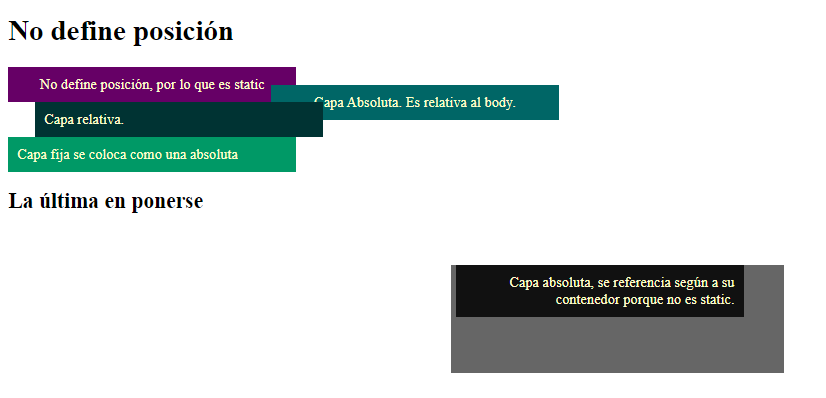 No define posición
No define posición, por lo que es static
Capa Absoluta. Es relativa al body.
Capa relativa.
Capa fija se coloca como una absoluta
La última en ponerse
Capa absoluta, se referencia según a su
contenedor porque no es static.